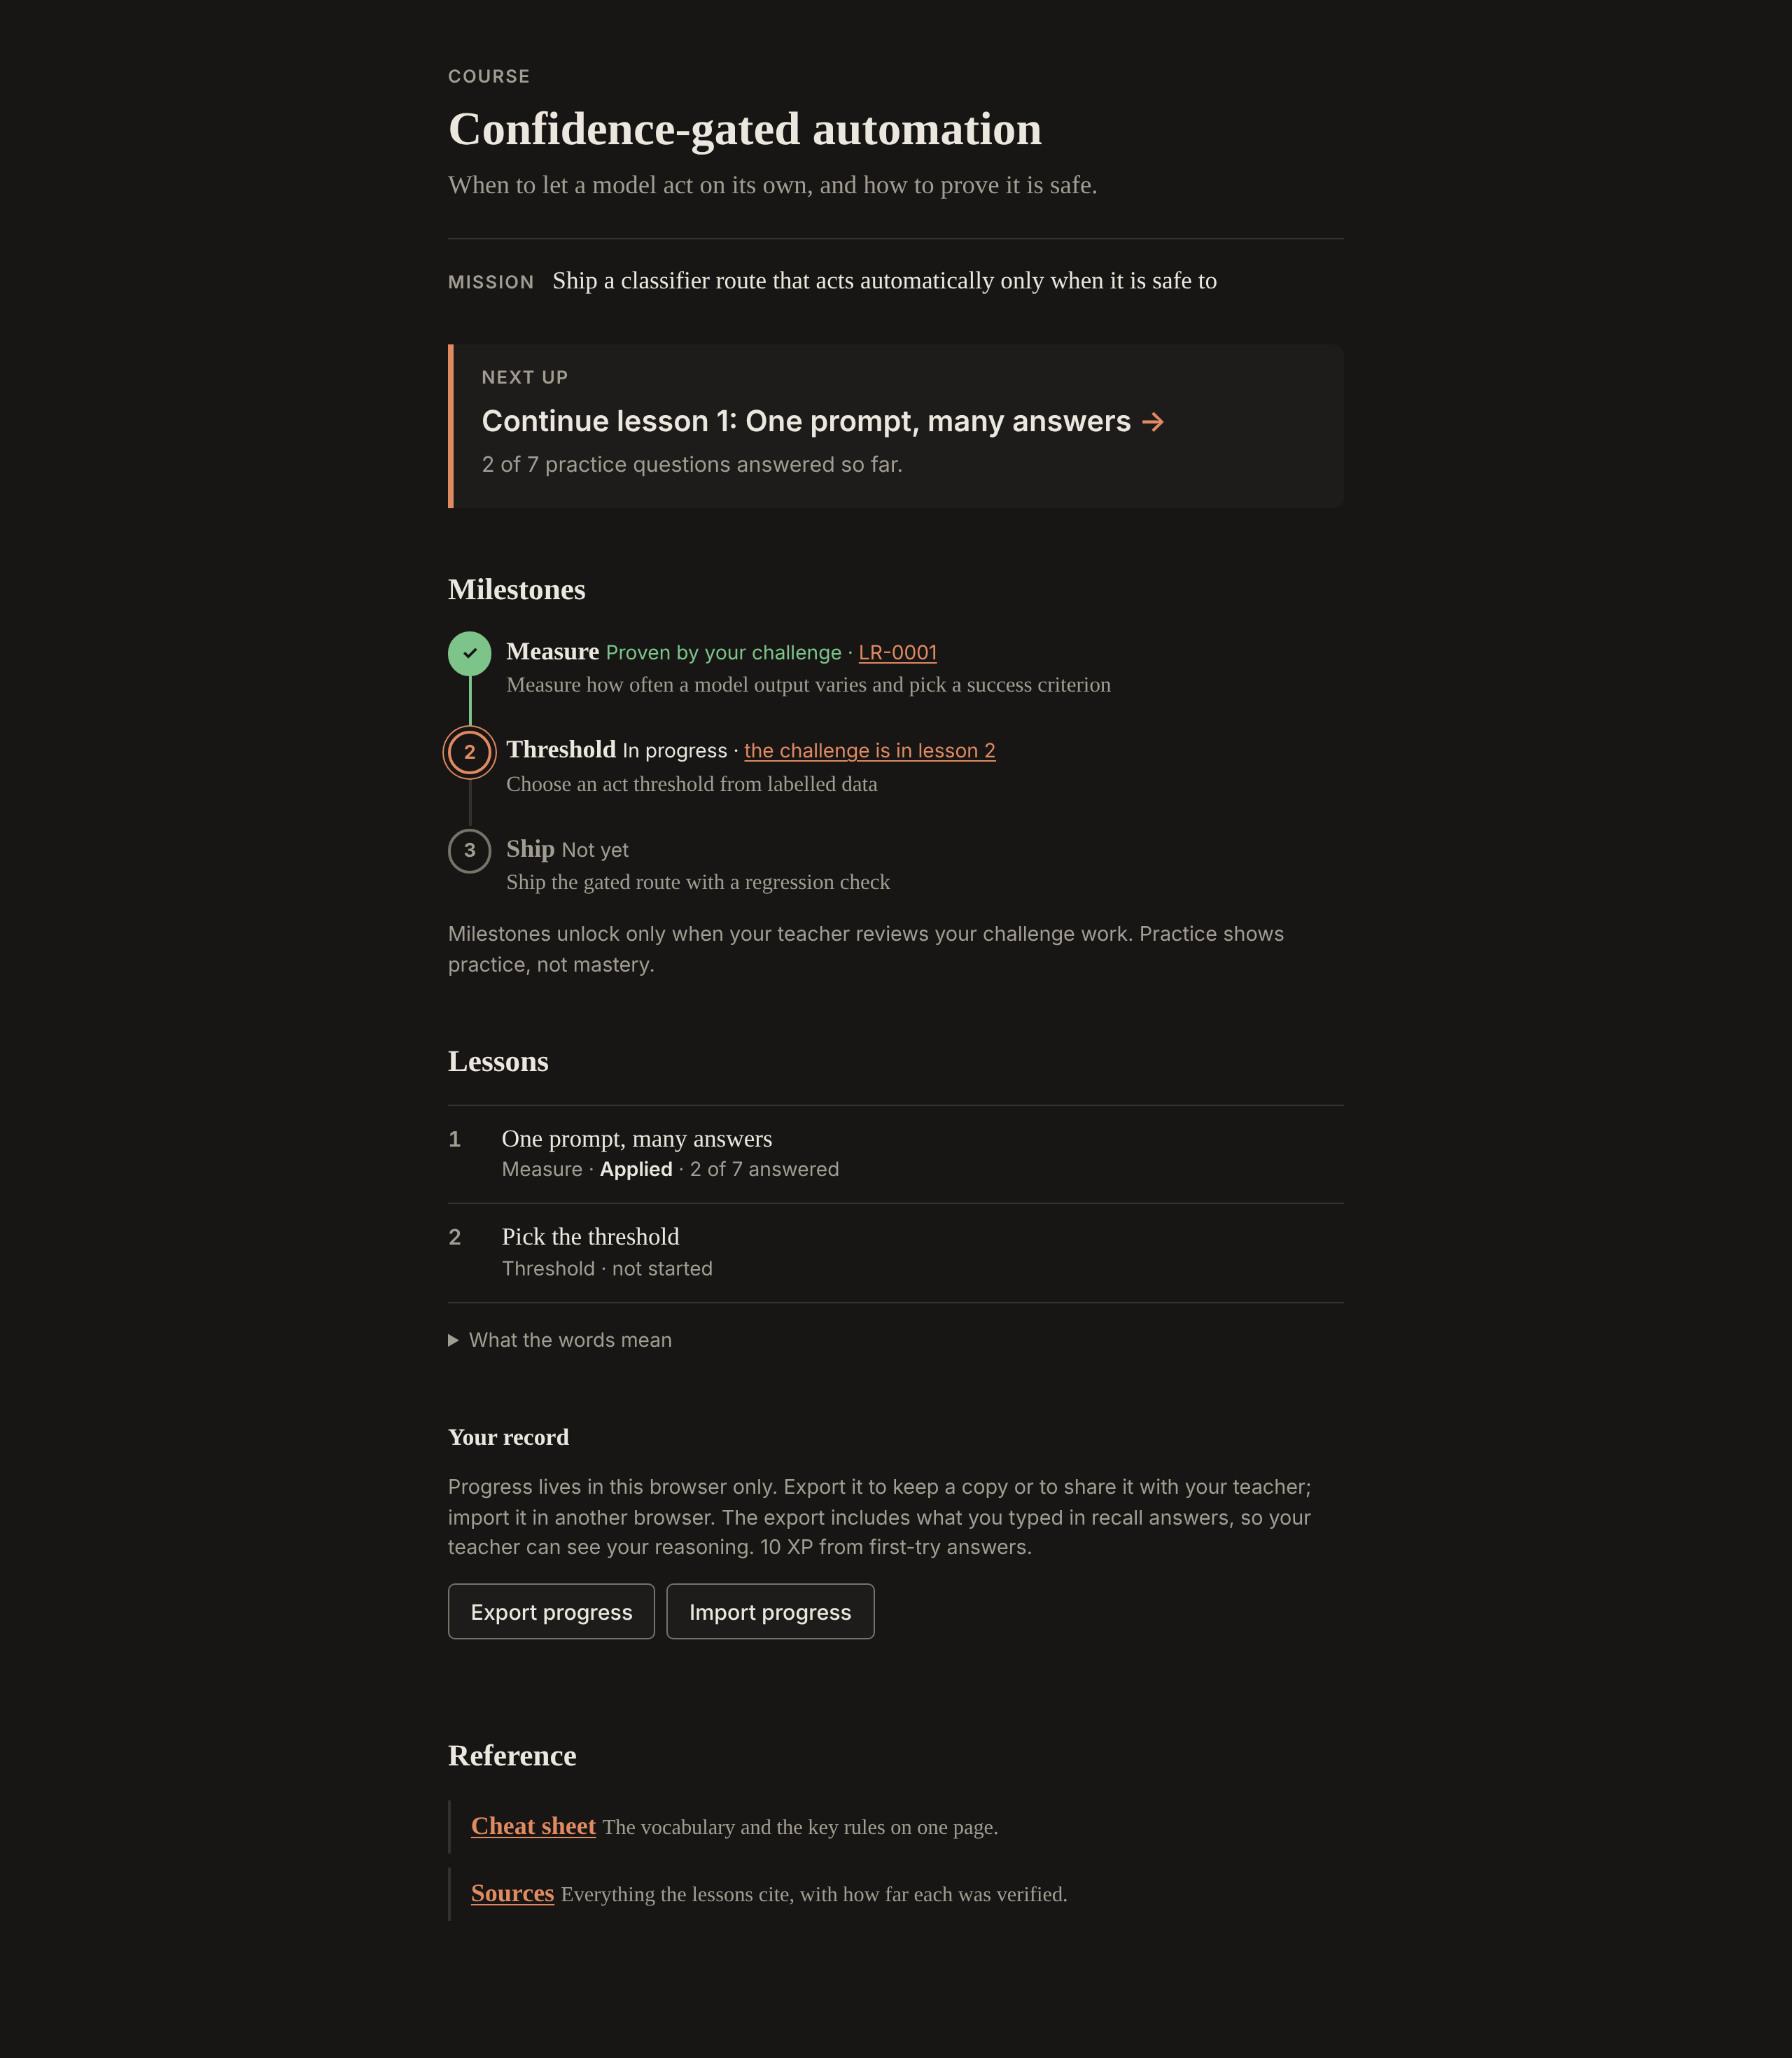 COURSE
Confidence-gated automation
When to let a model act on its own, and how to prove it is safe.
MISSION Ship a classifier route that acts automatically only when it is safe to
NEXT UP
Continue lesson 1: One prompt, many answers →
2 of 7 practice questions answered so far.
Milestones
Measure Proven by your challenge · LR-0001
Measure how often a model output varies and pick a success criterion
2 Threshold In progress · the challenge is in lesson 2
Choose an act threshold from labelled data
3 Ship Not yet
Ship the gated route with a regression check
Milestones unlock only when your teacher reviews your challenge work. Practice shows
practice, not mastery.
Lessons
1 One prompt, many answers
Measure · Applied · 2 of 7 answered
2 Pick the threshold
Threshold · not started
What the words mean
Your record
Progress lives in this browser only. Export it to keep a copy or to share it with your teacher;
import it in another browser. The export includes what you typed in recall answers, so your
teacher can see your reasoning. 10 XP from first-try answers.
Export progress Import progress
Reference
Cheat sheet The vocabulary and the key rules on one page.
Sources Everything the lessons cite, with how far each was verified.